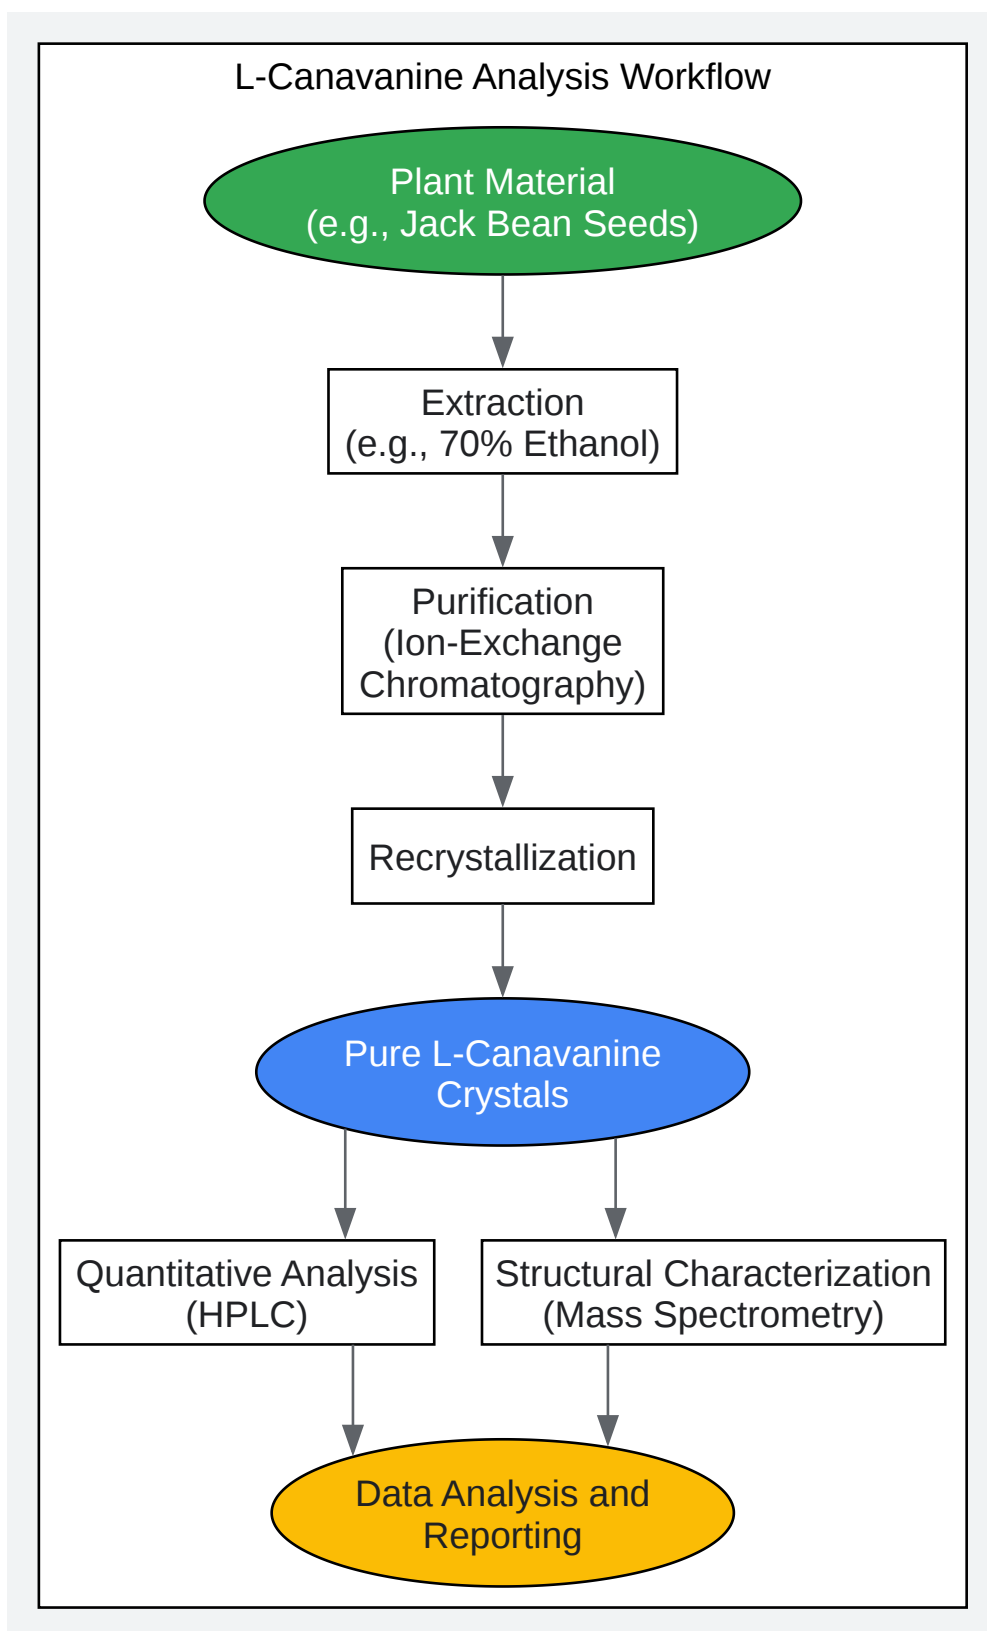 L-Canavanine Analysis Workflow
Plant Material
(e.g., Jack Bean Seeds)
Extraction
(e.g., 70% Ethanol)
Purification
(Ion-Exchange
Chromatography)
Recrystallization
Pure L-Canavanine
Crystals
Quantitative Analysis
(HPLC)
Structural Characterization
(Mass Spectrometry)
Data Analysis and
Reporting